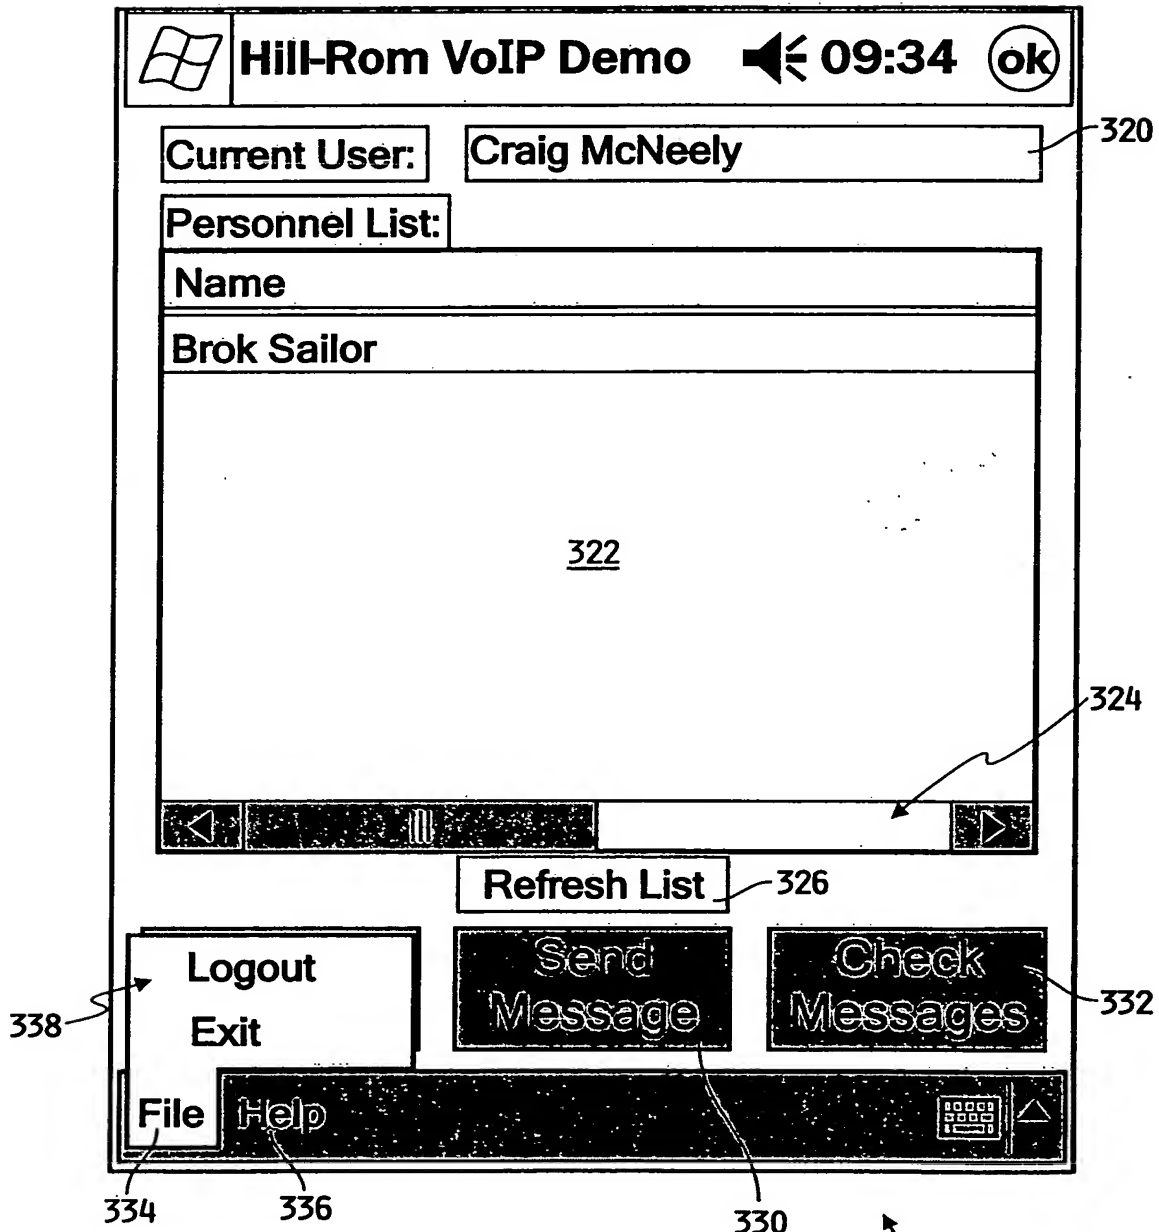 Hill-Rom VoIP Demo 09:34 ok
Current User: Craig McNeely
320
Personnel List:
Name
Brok Sailor
322
324
Refresh List
326
Logout
Exit
Send
Message
Check
Messages
338
332
File Help
334
336
330